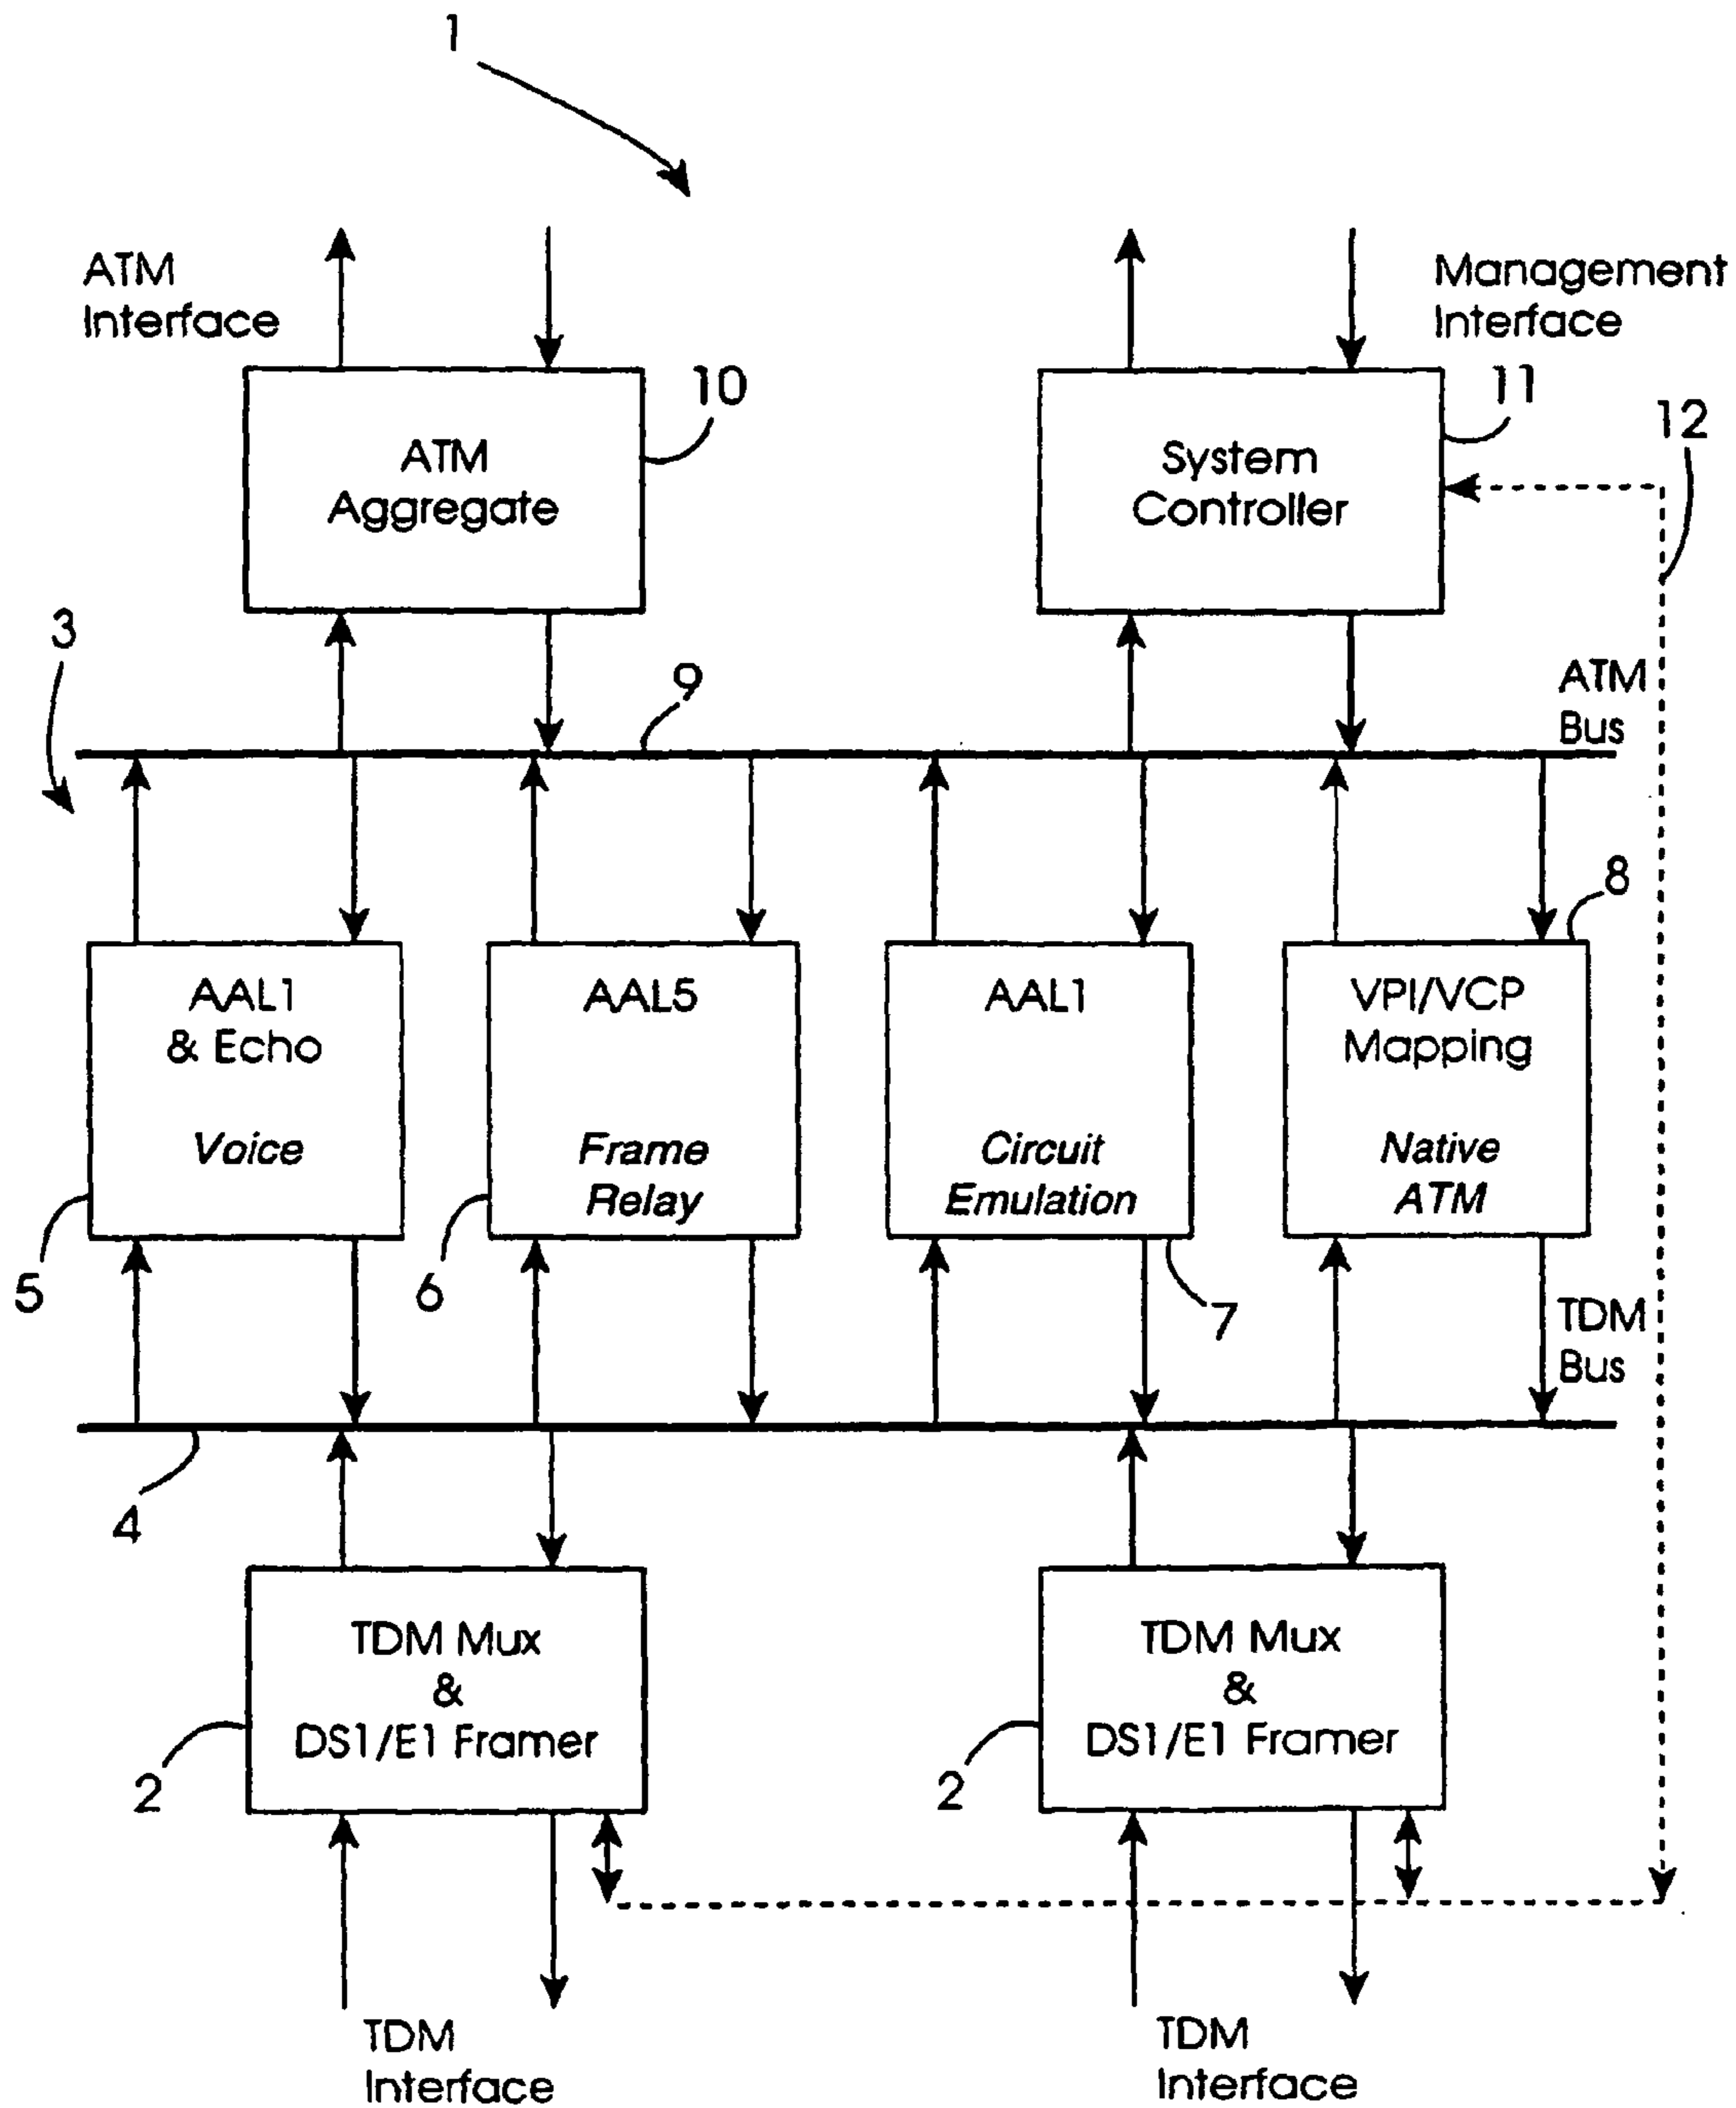 1
ATM
Interface
Management
Interface
10
11
12
ATM
Aggregate
System
Controller
3
9
ATM
Bus
8
AAL1
& Echo
Voice
AAL5
Frame
Relay
AAL1
Circuit
Emulation
VPI/VCP
Mapping
Native
ATM
5
6
7
TDM
Bus
4
TDM Mux
&
DS1/E1 Framer
TDM Mux
&
DS1/E1 Framer
2
2
TDM
Interface
TDM
Interface